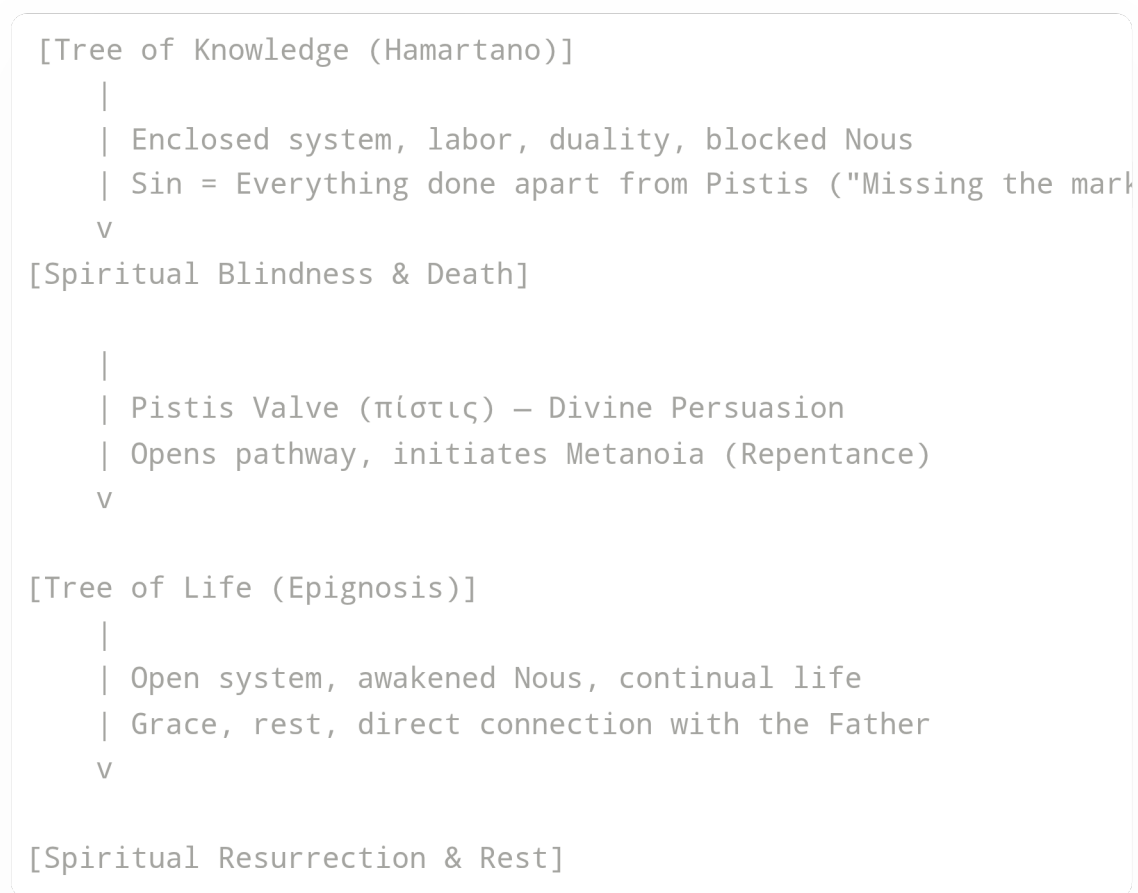 [Tree of Knowledge (Hamartano)]
|
| Enclosed system, labor, duality, blocked Nous
| Sin = Everything done apart from Pistis ("Missing the mark
v
[Spiritual Blindness & Death]
|
| Pistis Valve (πίστις) — Divine Persuasion
| Opens pathway, initiates Metanoia (Repentance)
v
[Tree of Life (Epignosis)]
|
| Open system, awakened Nous, continual life
| Grace, rest, direct connection with the Father
v
[Spiritual Resurrection & Rest]